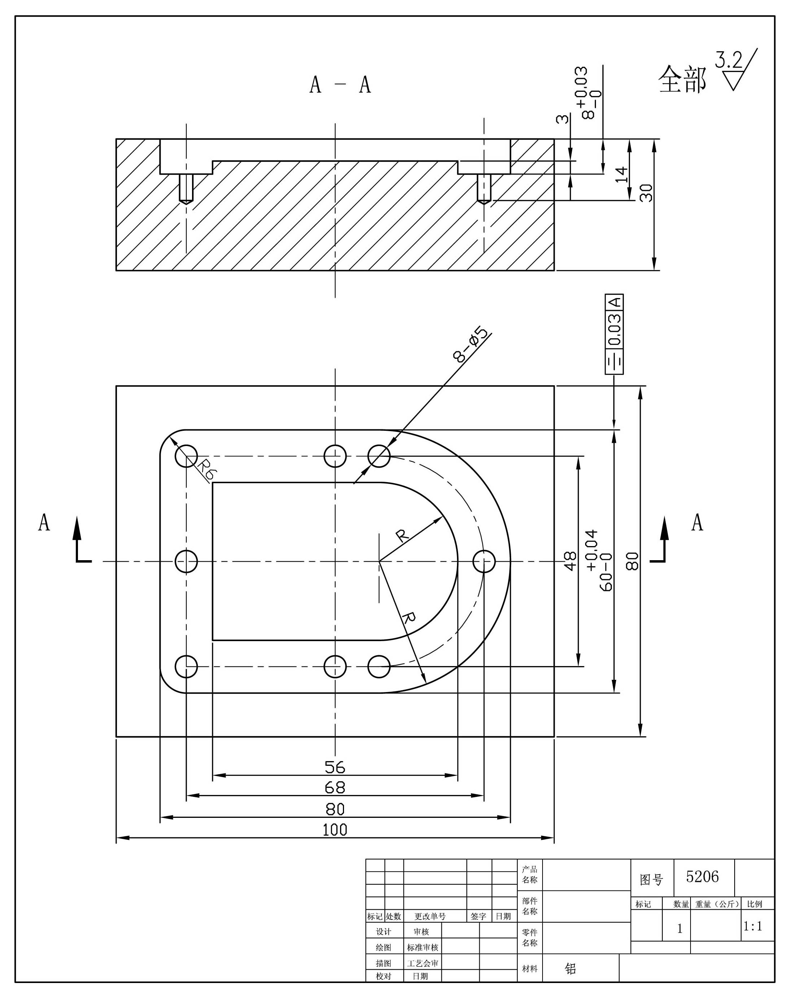 A - A
全部 3.2
3
+0.03
8-0
14
30
⌯ 0.03 A
8-ø5
R6
A
A
R
R
48
+0.04
60-0
80
56
68
80
100
产品名称
图号
5206
部件名称
标记
数量
重量（公斤）
比例
标记
处数
更改单号
签字
日期
1
1:1
设计
审核
零件名称
绘图
标准审核
描图
工艺会审
材料
铝
校对
日期